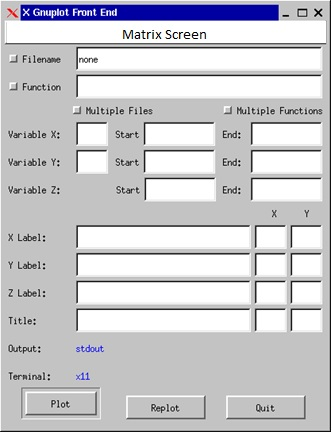 X Gnuplot Front End
Matrix Screen
Filename none
Function
Multiple Files Multiple Functions
Variable X: Start End:
Variable Y: Start End:
Variable Z: Start End:
X Y
X Label:
Y Label:
Z Label:
Title:
Output: stdout
Terminal: x11
Plot Replot Quit